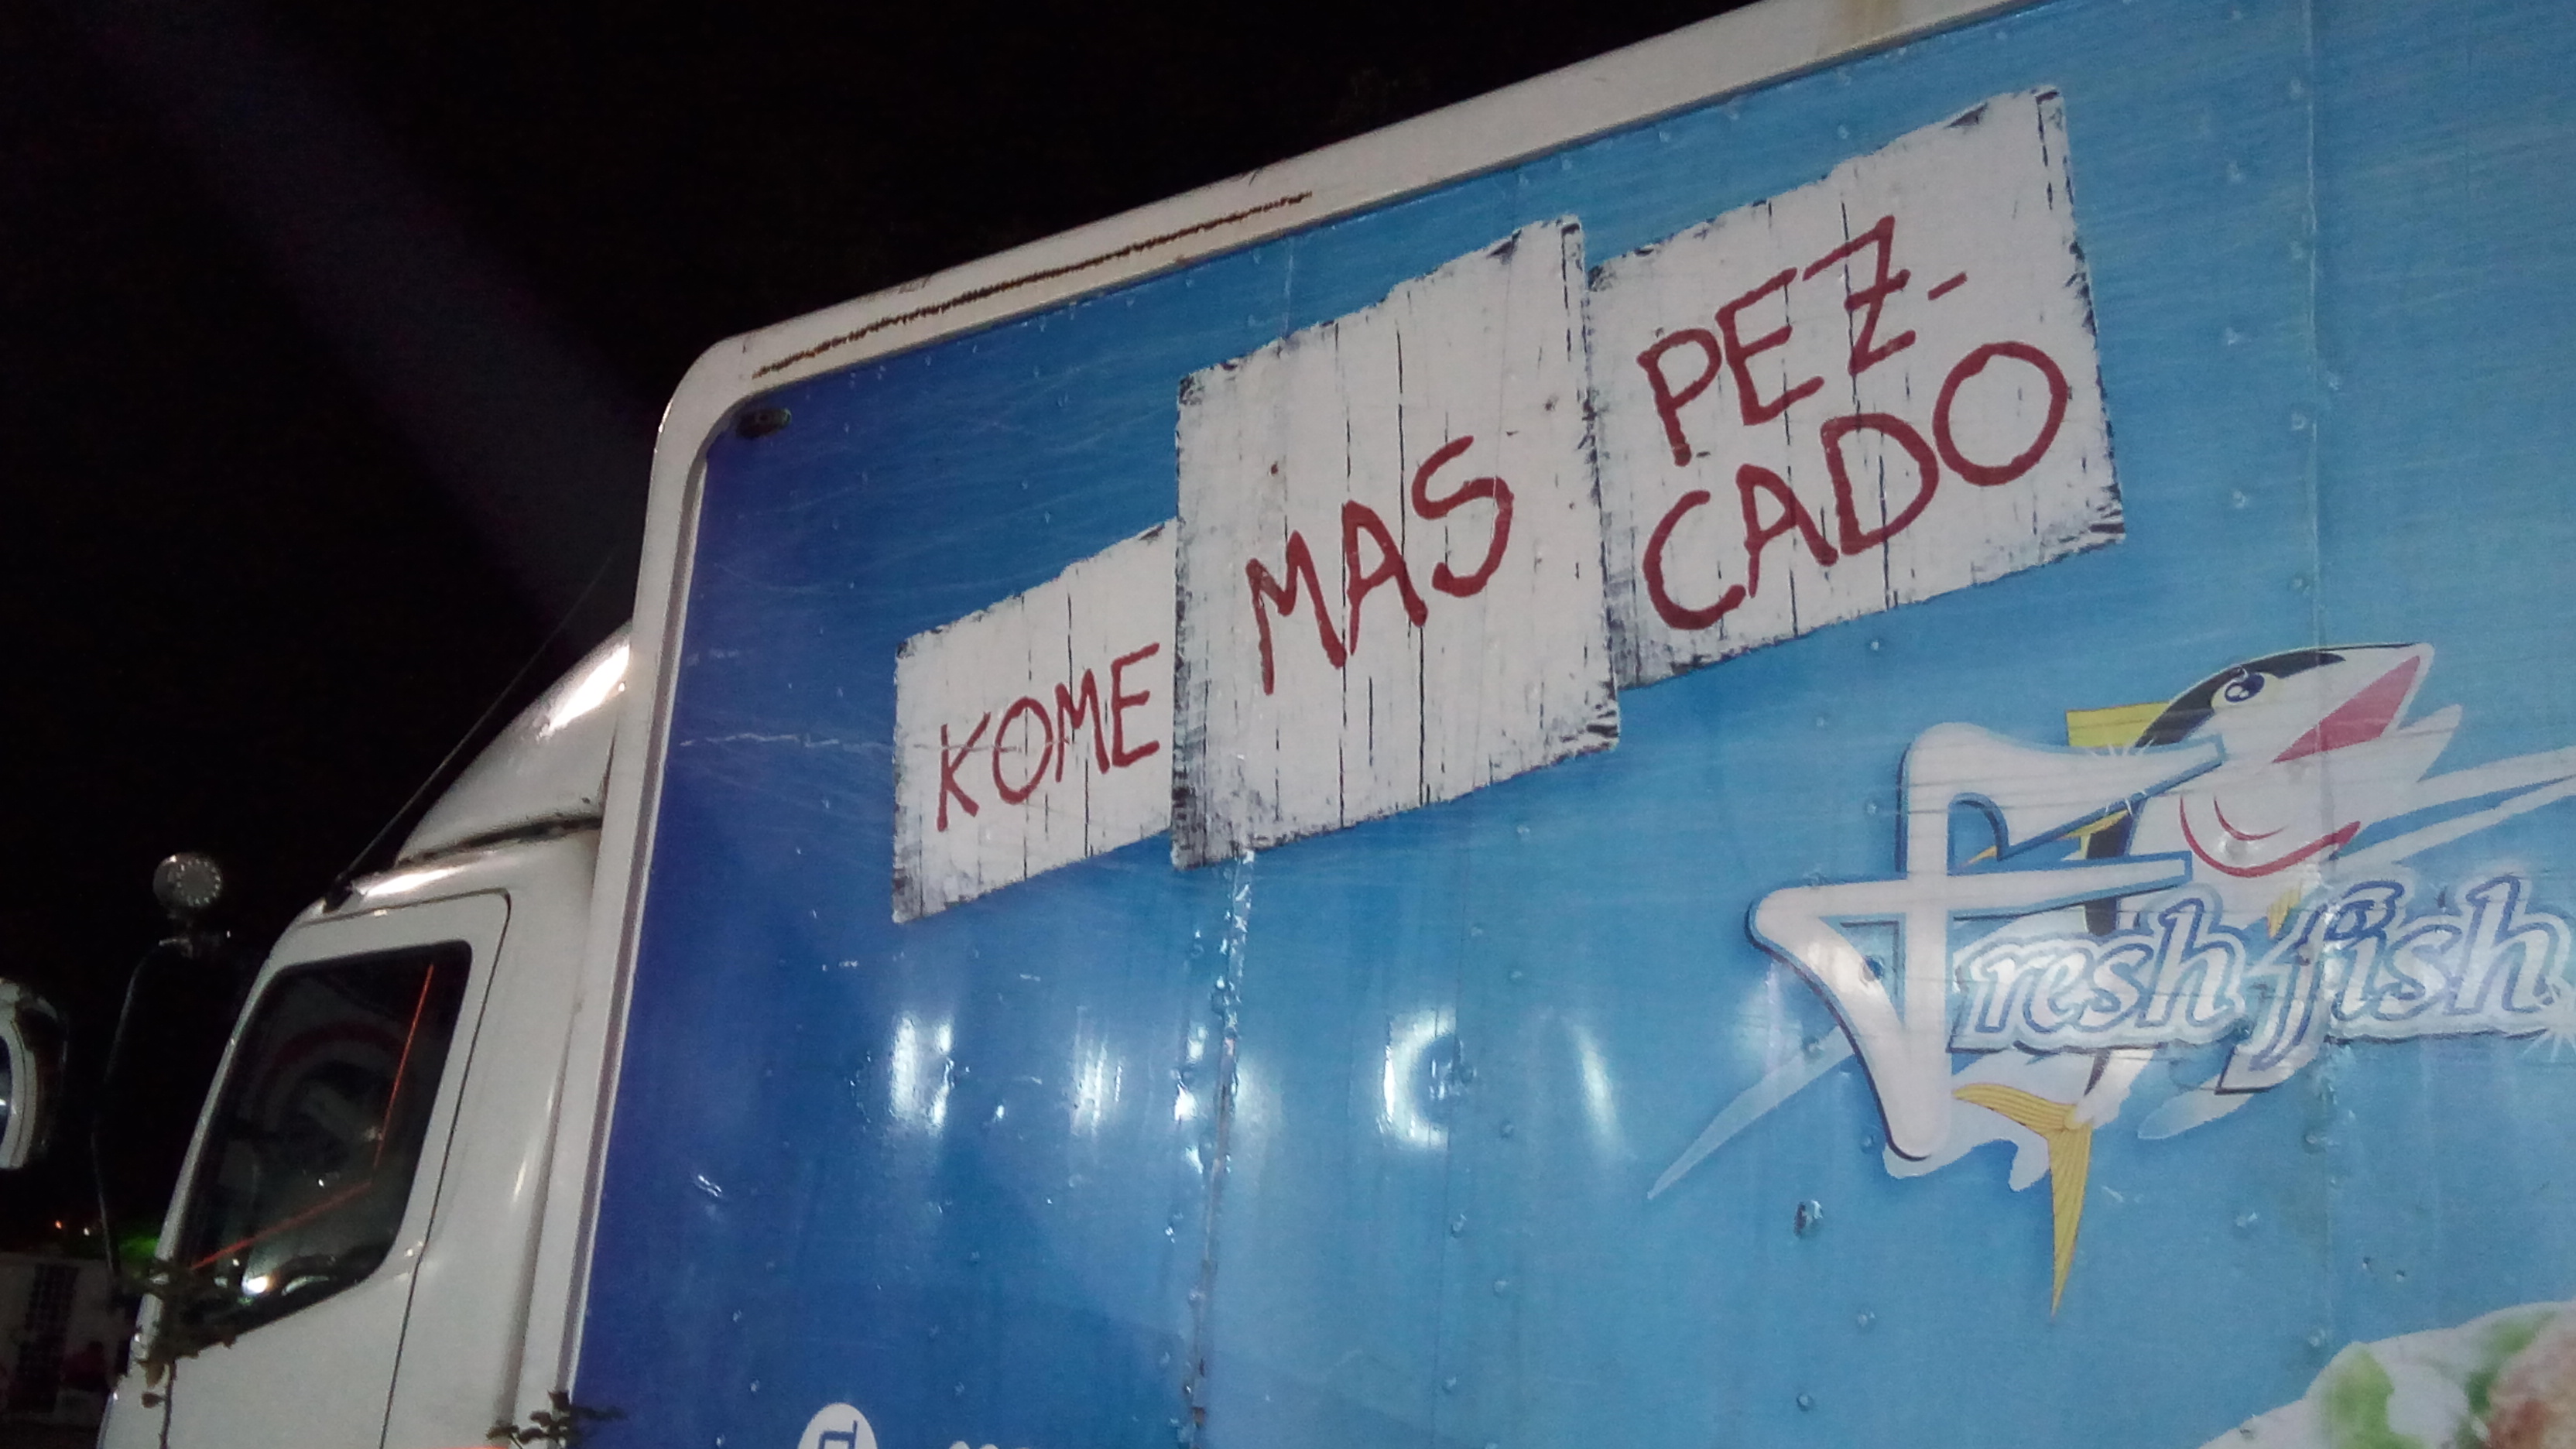 KOME
MAS
PEZ-
CADO
Fresh fish